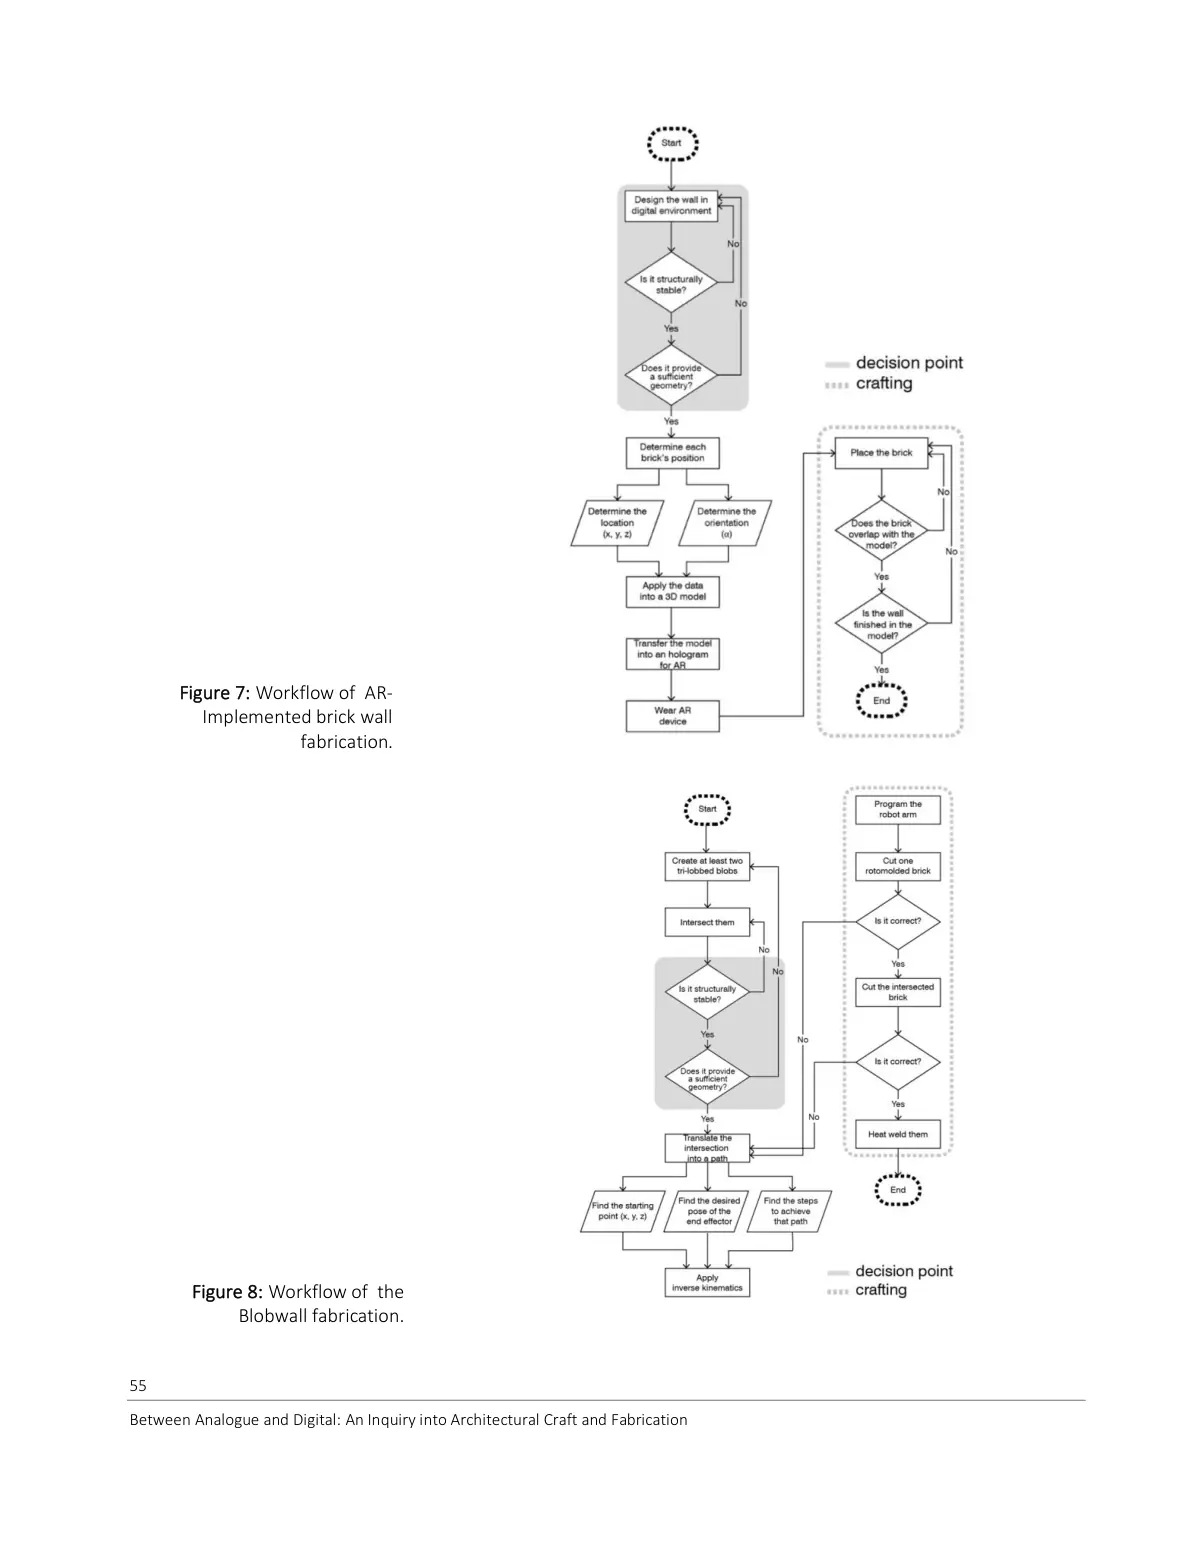 Start
Design the wall in
digital environment
No
Is it structurally
stable?
No
Yes
Does it provide
a sufficient
geometry?
Yes
Determine each
brick's position
Determine the
location
(x, y, z)
Determine the
orientation
(α)
Apply the data
into a 3D model
Transfer the model
into an hologram
for AR
Wear AR
device
decision point
crafting
Place the brick
No
Does the brick
overlap with the
model?
No
Yes
Is the wall
finished in the
model?
Yes
End
Figure 7: Workflow of AR-
Implemented brick wall
fabrication.
Start
Create at least two
tri-lobbed blobs
Intersect them
No
No
Is it structurally
stable?
Yes
Does it provide
a sufficient
geometry?
Yes
Translate the
intersection
into a path
Find the starting
point (x, y, z)
Find the desired
pose of the
end effector
Find the steps
to achieve
that path
Apply
inverse kinematics
Program the
robot arm
Cut one
rotomolded brick
Is it correct?
Yes
Cut the intersected
brick
No
Is it correct?
Yes
No
Heat weld them
End
decision point
crafting
Figure 8: Workflow of the
Blobwall fabrication.
55
Between Analogue and Digital: An Inquiry into Architectural Craft and Fabrication